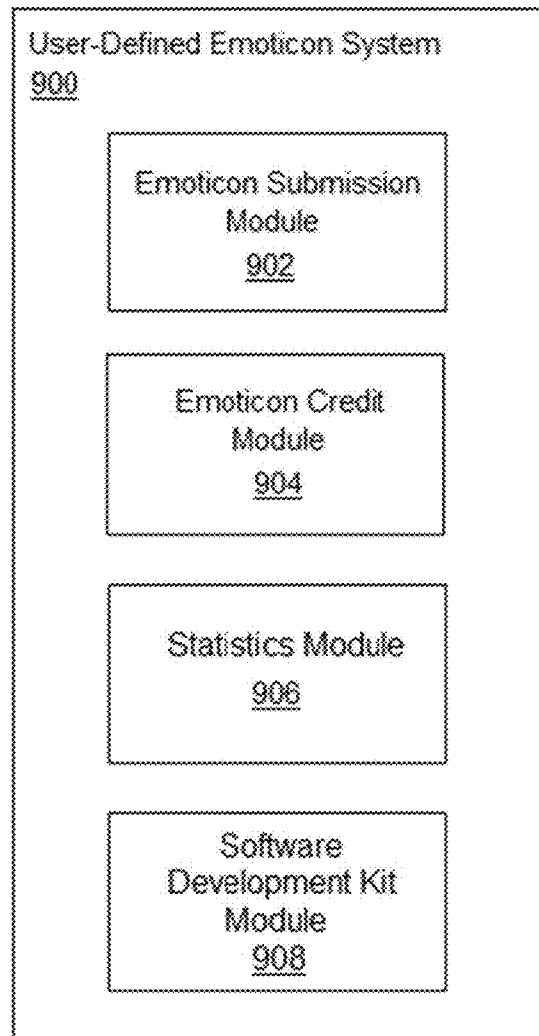 User-Defined Emoticon System
900
Emoticon Submission
Module
902
Emoticon Credit
Module
904
Statistics Module
906
Software
Development Kit
Module
908